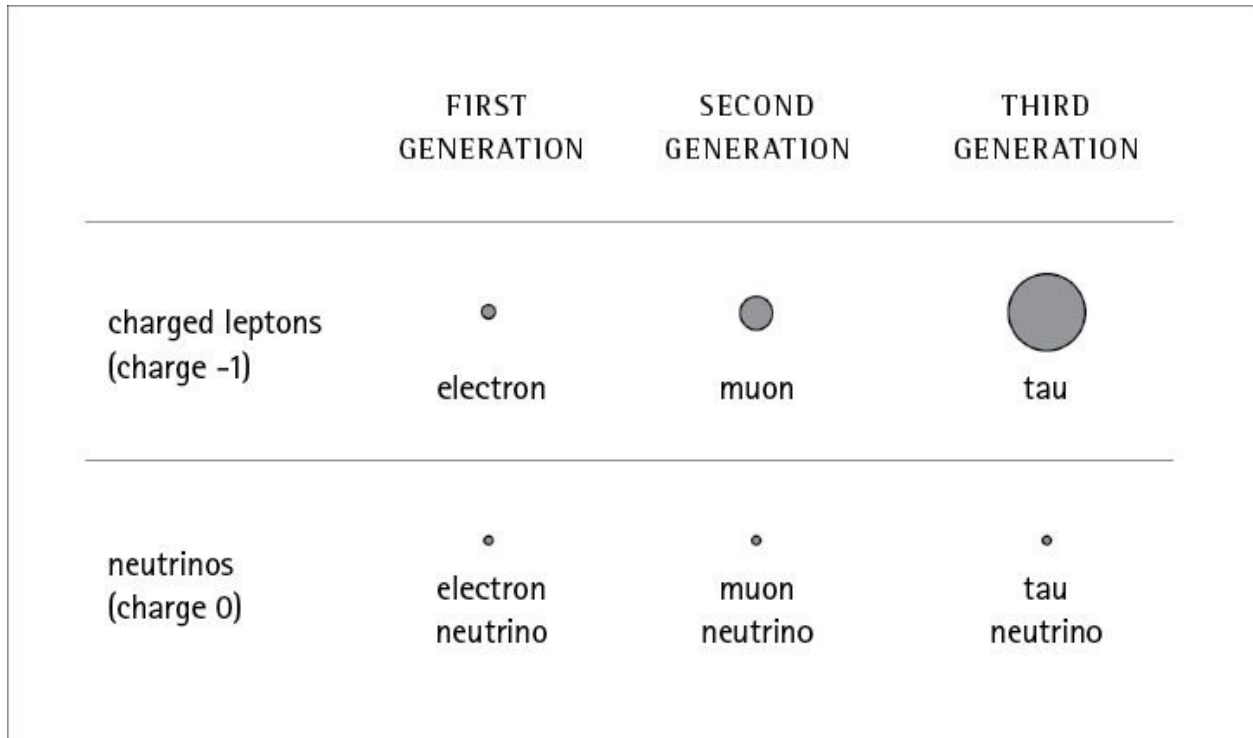 FIRST GENERATION
SECOND GENERATION
THIRD GENERATION
charged leptons
(charge -1)
electron
muon
tau
neutrinos
(charge 0)
electron
neutrino
muon
neutrino
tau
neutrino